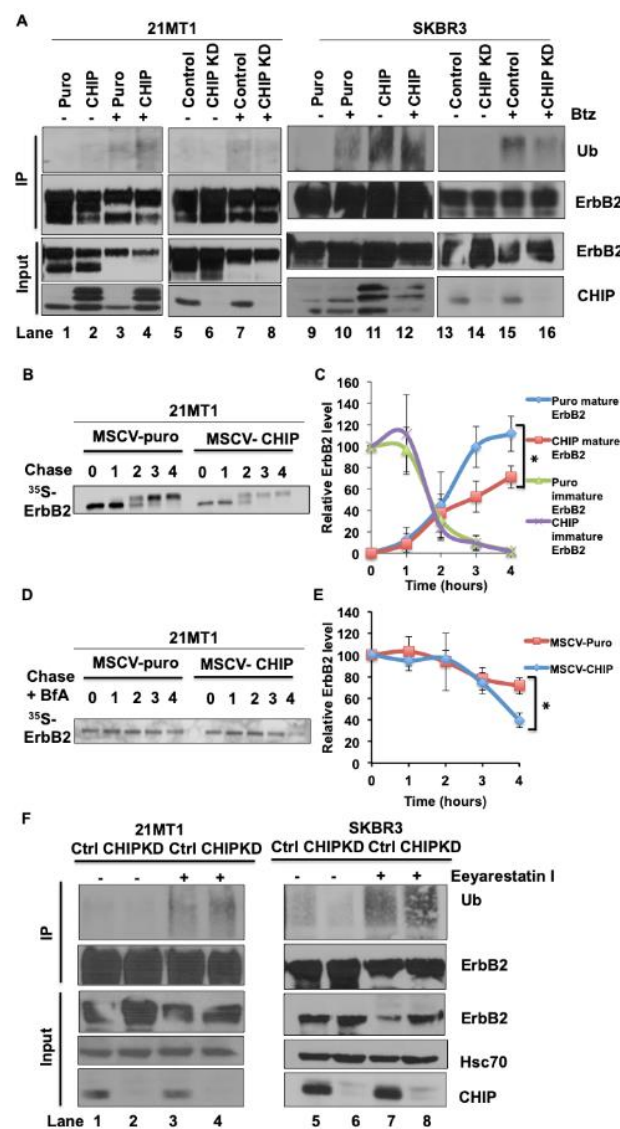 A
21MT1
SKBR3
- Puro
- CHIP
+ Puro
+ CHIP
- Control
- CHIP KD
+ Control
+ CHIP KD
- Puro
+ Puro
- CHIP
+ CHIP
- Control
- CHIP KD
+ Control
+CHIP KD
Btz
IP
Ub
ErbB2
Input
ErbB2
CHIP
Lane 1 2 3 4 5 6 7 8 9 10 11 12 13 14 15 16
B
21MT1
MSCV-puro MSCV- CHIP
Chase 0 1 2 3 4 0 1 2 3 4
35S-
ErbB2
C
Relative ErbB2 level
160
140
120
100
80
60
40
20
0
0 1 2 3 4
Time (hours)
*
Puro mature
ErbB2
CHIP mature
ErbB2
Puro
immature
ErbB2
CHIP
immature
ErbB2
D
21MT1
MSCV-puro MSCV- CHIP
Chase
+ BfA 0 1 2 3 4 0 1 2 3 4
35S-
ErbB2
E
Relative ErbB2 level
140
120
100
80
60
40
20
0
0 1 2 3 4
Time (hours)
*
MSCV-Puro
MSCV-CHIP
F
21MT1 SKBR3
Ctrl CHIPKD Ctrl CHIPKD Ctrl CHIPKD Ctrl CHIPKD
- - + + - - + + Eeyarestatin I
IP
Ub
ErbB2
Input
ErbB2
Hsc70
CHIP
Lane 1 2 3 4 5 6 7 8